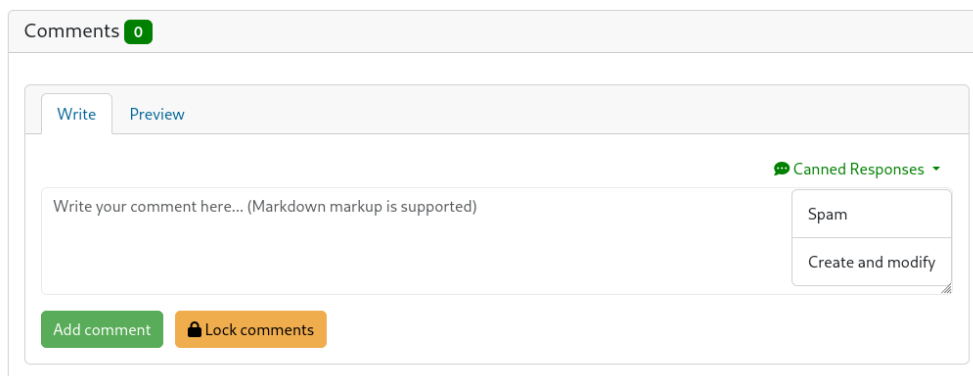 Comments 0
Write Preview
Canned Responses
Write your comment here... (Markdown markup is supported)
Spam
Create and modify
Add comment Lock comments